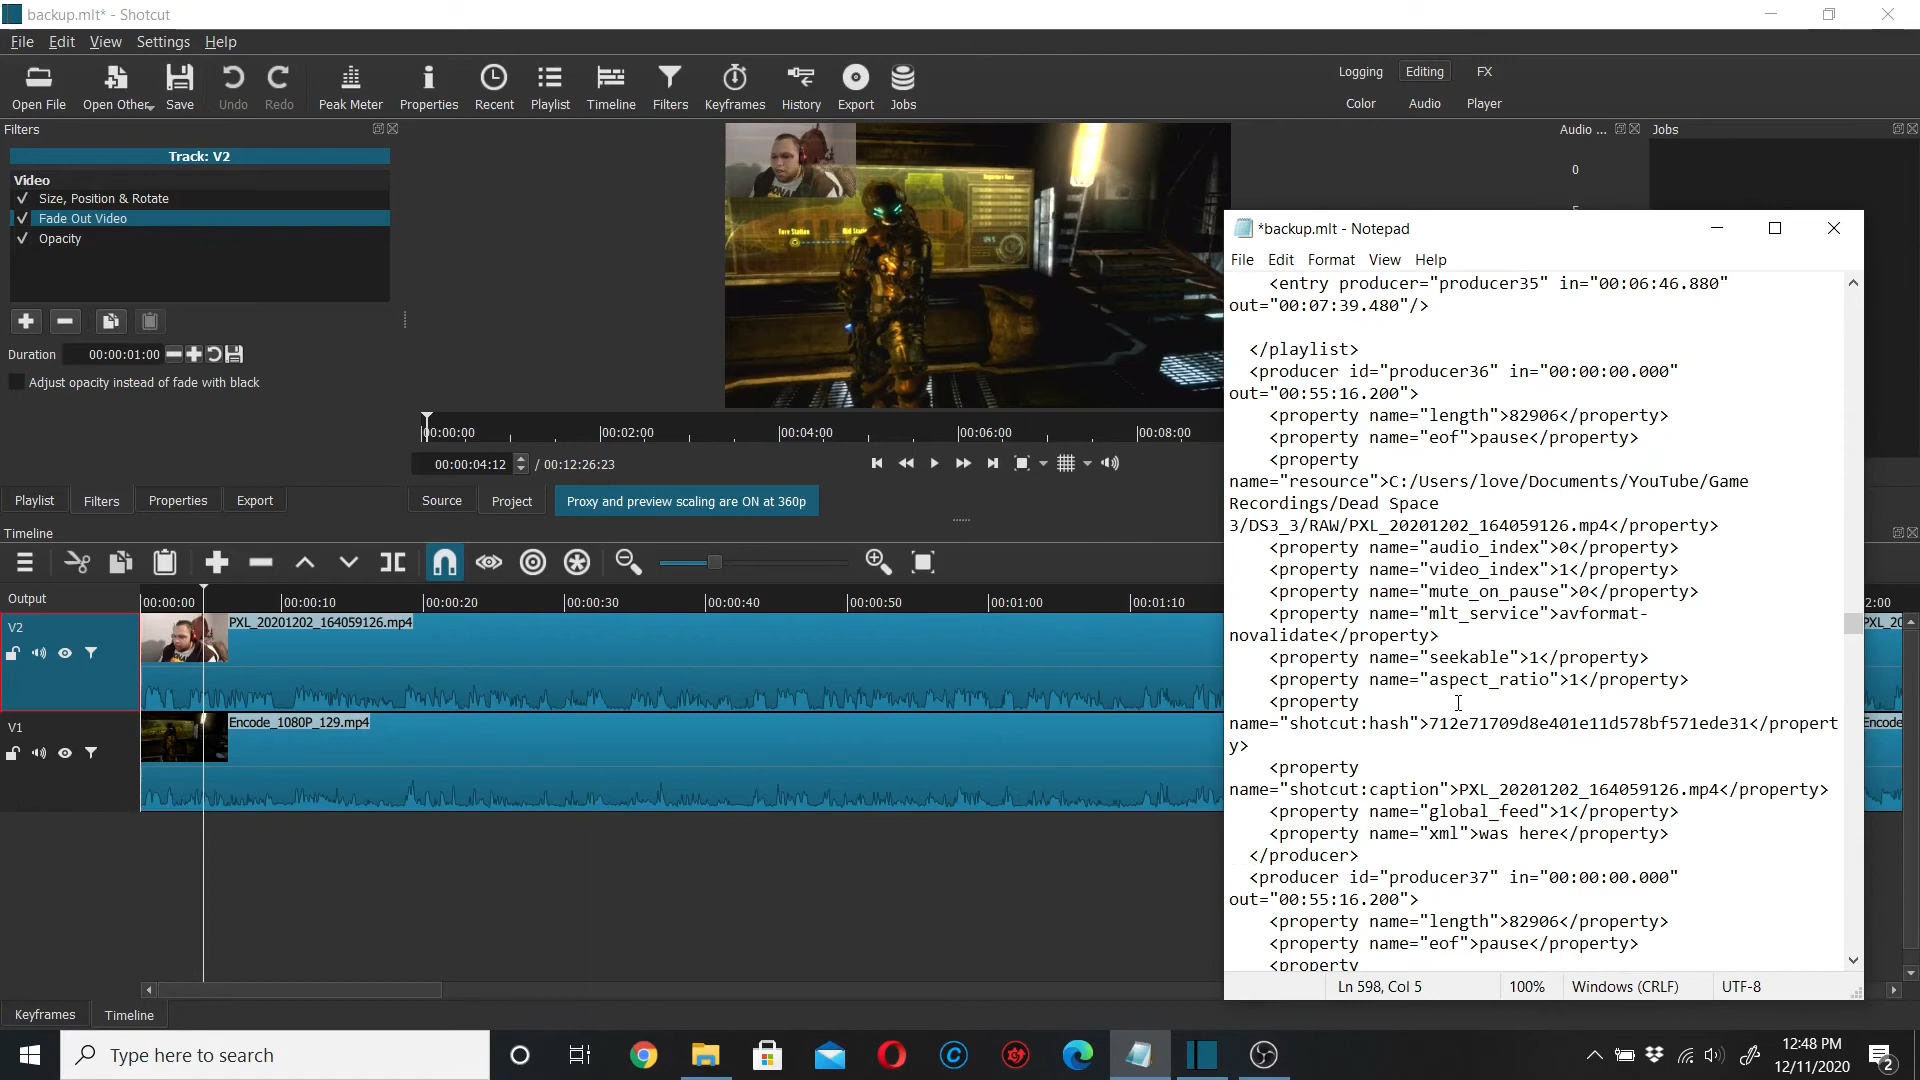 backup.mlt* - Shotcut
File Edit View Settings Help
Open File Open Other Save Undo Redo Peak Meter Properties Recent Playlist Timeline Filters Keyframes History Export Jobs
Logging Editing FX
Color Audio Player
Filters
Track: V2
Video
Size, Position & Rotate
Fade Out Video
Opacity
Duration 00:00:01:00
Adjust opacity instead of fade with black
Audio ...
Jobs
0
00:00:00 00:02:00 00:04:00 00:06:00 00:08:00
00:00:04:12 / 00:12:26:23
Playlist Filters Properties Export
Source Project Proxy and preview scaling are ON at 360p
Timeline
Output
00:00:00 00:00:10 00:00:20 00:00:30 00:00:40 00:00:50 00:01:00 00:01:10
2:00
V2
PXL_20201202_164059126.mp4
PXL_20
V1
Encode_1080P_129.mp4
Encode
Keyframes Timeline
*backup.mlt - Notepad
File Edit Format View Help
<entry producer="producer35" in="00:06:46.880"
out="00:07:39.480"/>
</playlist>
<producer id="producer36" in="00:00:00.000"
out="00:55:16.200">
<property name="length">82906</property>
<property name="eof">pause</property>
<property
name="resource">C:/Users/love/Documents/YouTube/Game
Recordings/Dead Space
3/DS3_3/RAW/PXL_20201202_164059126.mp4</property>
<property name="audio_index">0</property>
<property name="video_index">1</property>
<property name="mute_on_pause">0</property>
<property name="mlt_service">avformat-
novalidate</property>
<property name="seekable">1</property>
<property name="aspect_ratio">1</property>
<property
name="shotcut:hash">712e71709d8e401e11d578bf571ede31</propert
y>
<property
name="shotcut:caption">PXL_20201202_164059126.mp4</property>
<property name="global_feed">1</property>
<property name="xml">was here</property>
</producer>
<producer id="producer37" in="00:00:00.000"
out="00:55:16.200">
<property name="length">82906</property>
<property name="eof">pause</property>
<property
Ln 598, Col 5 100% Windows (CRLF) UTF-8
Type here to search
12:48 PM
12/11/2020
2